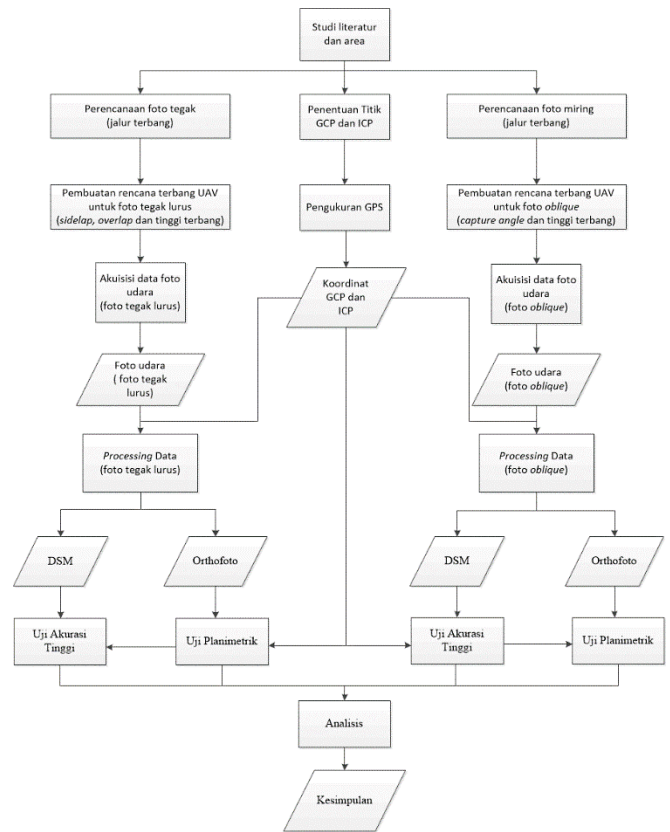 Studi literatur
dan area
Perencanaan foto tegak
(jalur terbang)
Penentuan Titik
GCP dan ICP
Perencanaan foto miring
(jalur terbang)
Pembuatan rencana terbang UAV
untuk foto tegak lurus
(sidelap, overlap dan tinggi terbang)
Pengukuran GPS
Pembuatan rencana terbang UAV
untuk foto oblique
(capture angle dan tinggi terbang)
Akuisisi data foto
udara
(foto tegak lurus)
Koordinat
GCP dan
ICP
Akuisisi data foto
udara
(foto oblique)
Foto udara
( foto tegak
lurus)
Foto udara
(foto oblique)
Processing Data
(foto tegak lurus)
Processing Data
(foto oblique)
DSM
Orthofoto
DSM
Orthofoto
Uji Akurasi
Tinggi
Uji Planimetrik
Uji Akurasi
Tinggi
Uji Planimetrik
Analisis
Kesimpulan